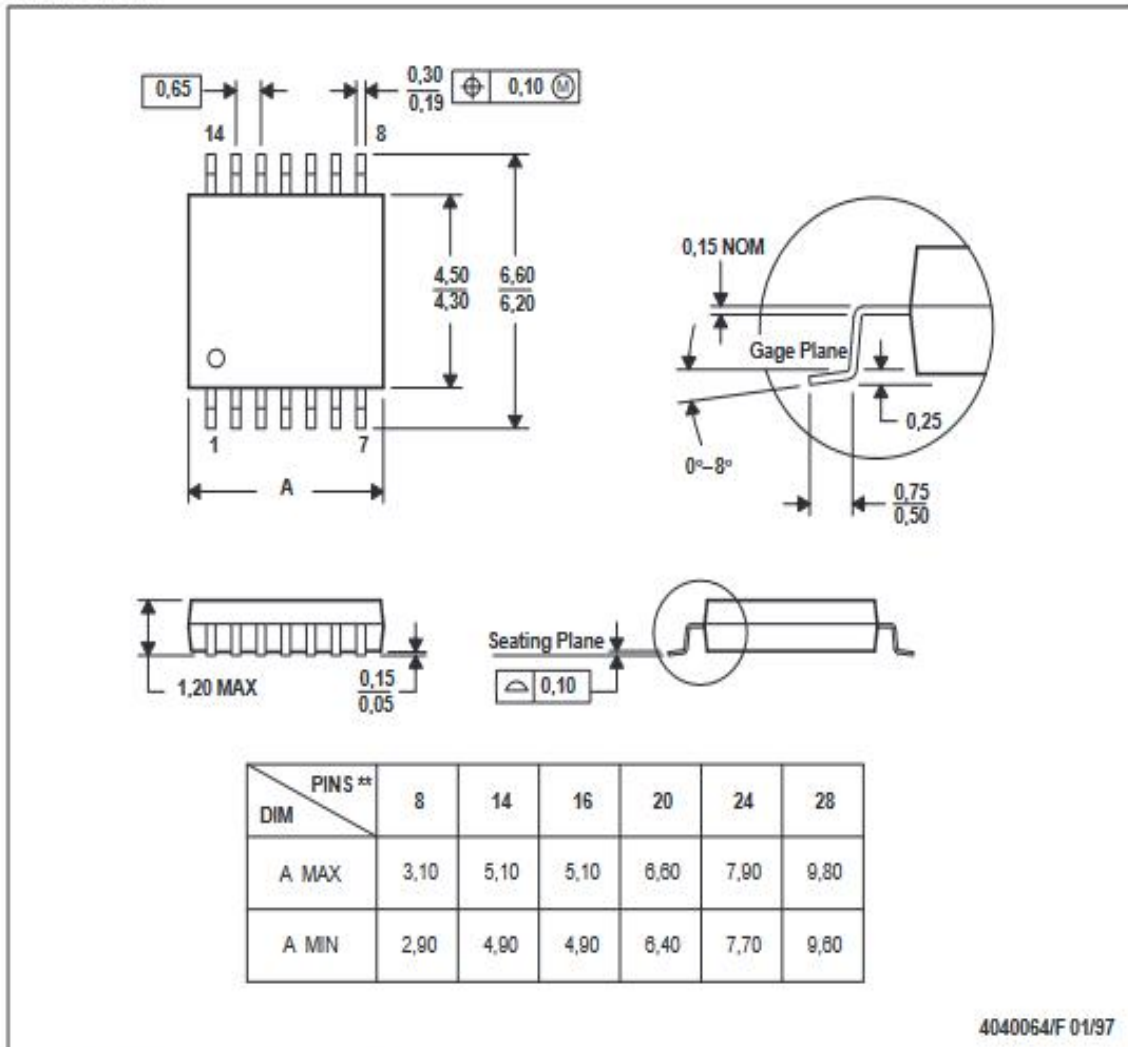 0,65
0,30
0,19
0,10 Ⓜ
14
8
4,50
4,30
6,60
6,20
1
7
A
0,15 NOM
Gage Plane
0,25
0°–8°
0,75
0,50
1,20 MAX
0,15
0,05
Seating Plane
0,10
PINS **
DIM
8 14 16 20 24 28
A MAX 3,10 5,10 5,10 6,60 7,90 9,80
A MIN 2,90 4,90 4,90 6,40 7,70 9,60
4040064/F 01/97